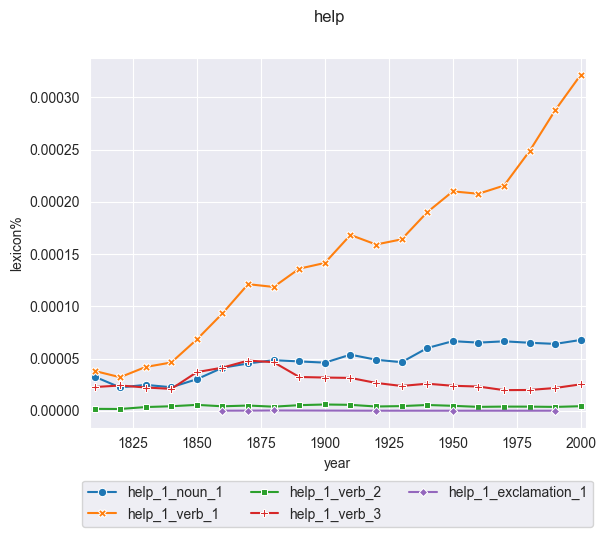 help
0.00030
0.00025
0.00020
0.00015
0.00010
0.00005
0.00000
lexicon%
1825 1850 1875 1900 1925 1950 1975 2000
year
help_1_noun_1 help_1_verb_2 help_1_exclamation_1
help_1_verb_1 help_1_verb_3